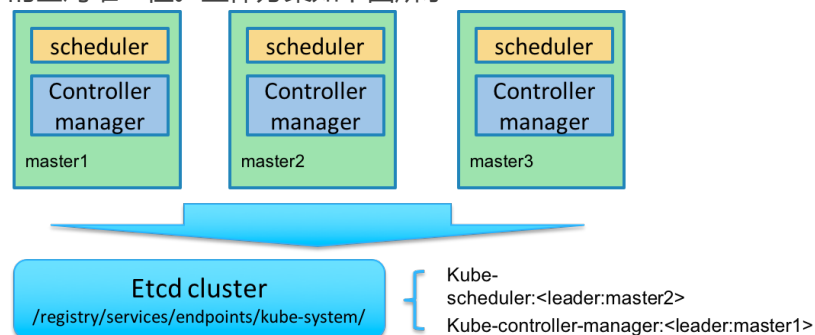 scheduler
Controller
manager
master1
scheduler
Controller
manager
master2
scheduler
Controller
manager
master3
Etcd cluster
/registry/services/endpoints/kube-system/
Kube-
scheduler:<leader:master2>
Kube-controller-manager:<leader:master1>